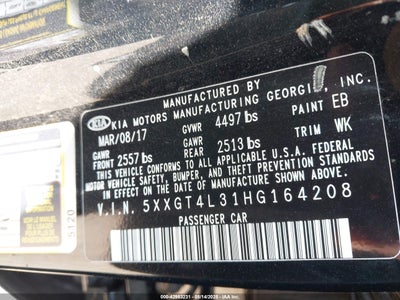 MANUFACTURED BY
KIA KIA MOTORS MANUFACTURING GEORGIA, INC.
MAR/08/17 GVWR 4497 lbs PAINT EB
GAWR FRONT 2557 lbs GAWR REAR 2513 lbs TRIM WK
THIS VEHICLE CONFORMS TO ALL APPLICABLE U.S.A. FEDERAL
MOTOR VEHICLE SAFETY, BUMPER, AND THEFT PREVENTION STANDARDS
IN EFFECT ON THE DATE OF MANUFACTURE SHOWN ABOVE.
V.I.N. 5XXGT4L31HG164208
PASSENGER CAR
5120